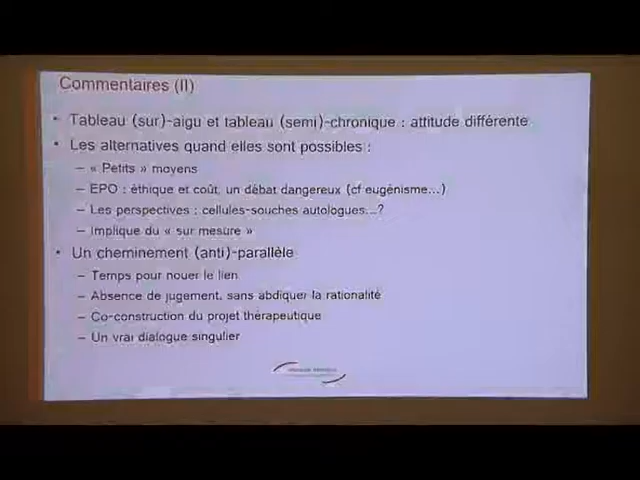 Commentaires (II)
• Tableau (sur)-aigu et tableau (semi)-chronique : attitude différente
• Les alternatives quand elles sont possibles :
– « Petits » moyens
– EPO : éthique et coût, un débat dangereux (cf eugénisme...)
– Les perspectives : cellules-souches autologues...?
– Implique du « sur mesure »
• Un cheminement (anti)-parallèle
– Temps pour nouer le lien
– Absence de jugement, sans abdiquer la rationalité
– Co-construction du projet thérapeutique
– Un vrai dialogue singulier